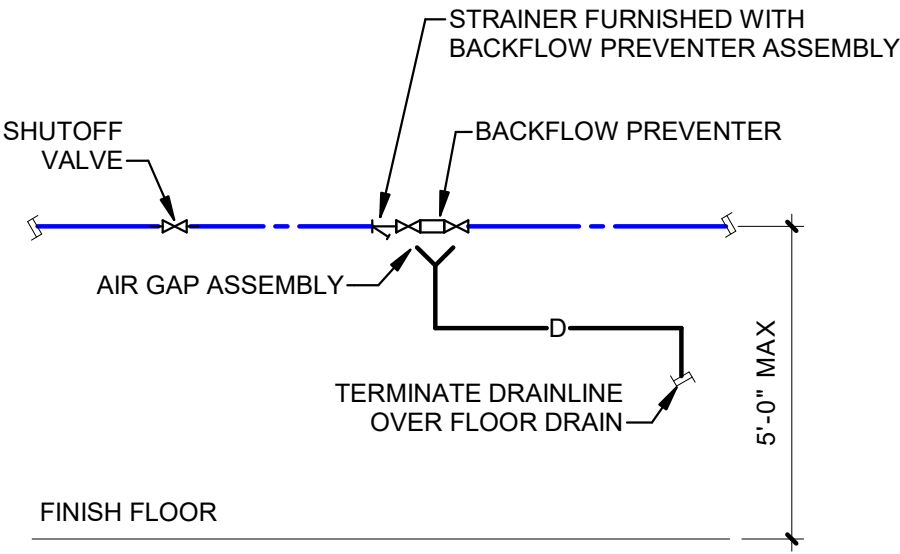 STRAINER FURNISHED WITH
BACKFLOW PREVENTER ASSEMBLY
SHUTOFF
VALVE
BACKFLOW PREVENTER
AIR GAP ASSEMBLY
D
TERMINATE DRAINLINE
OVER FLOOR DRAIN
5'-0" MAX
FINISH FLOOR